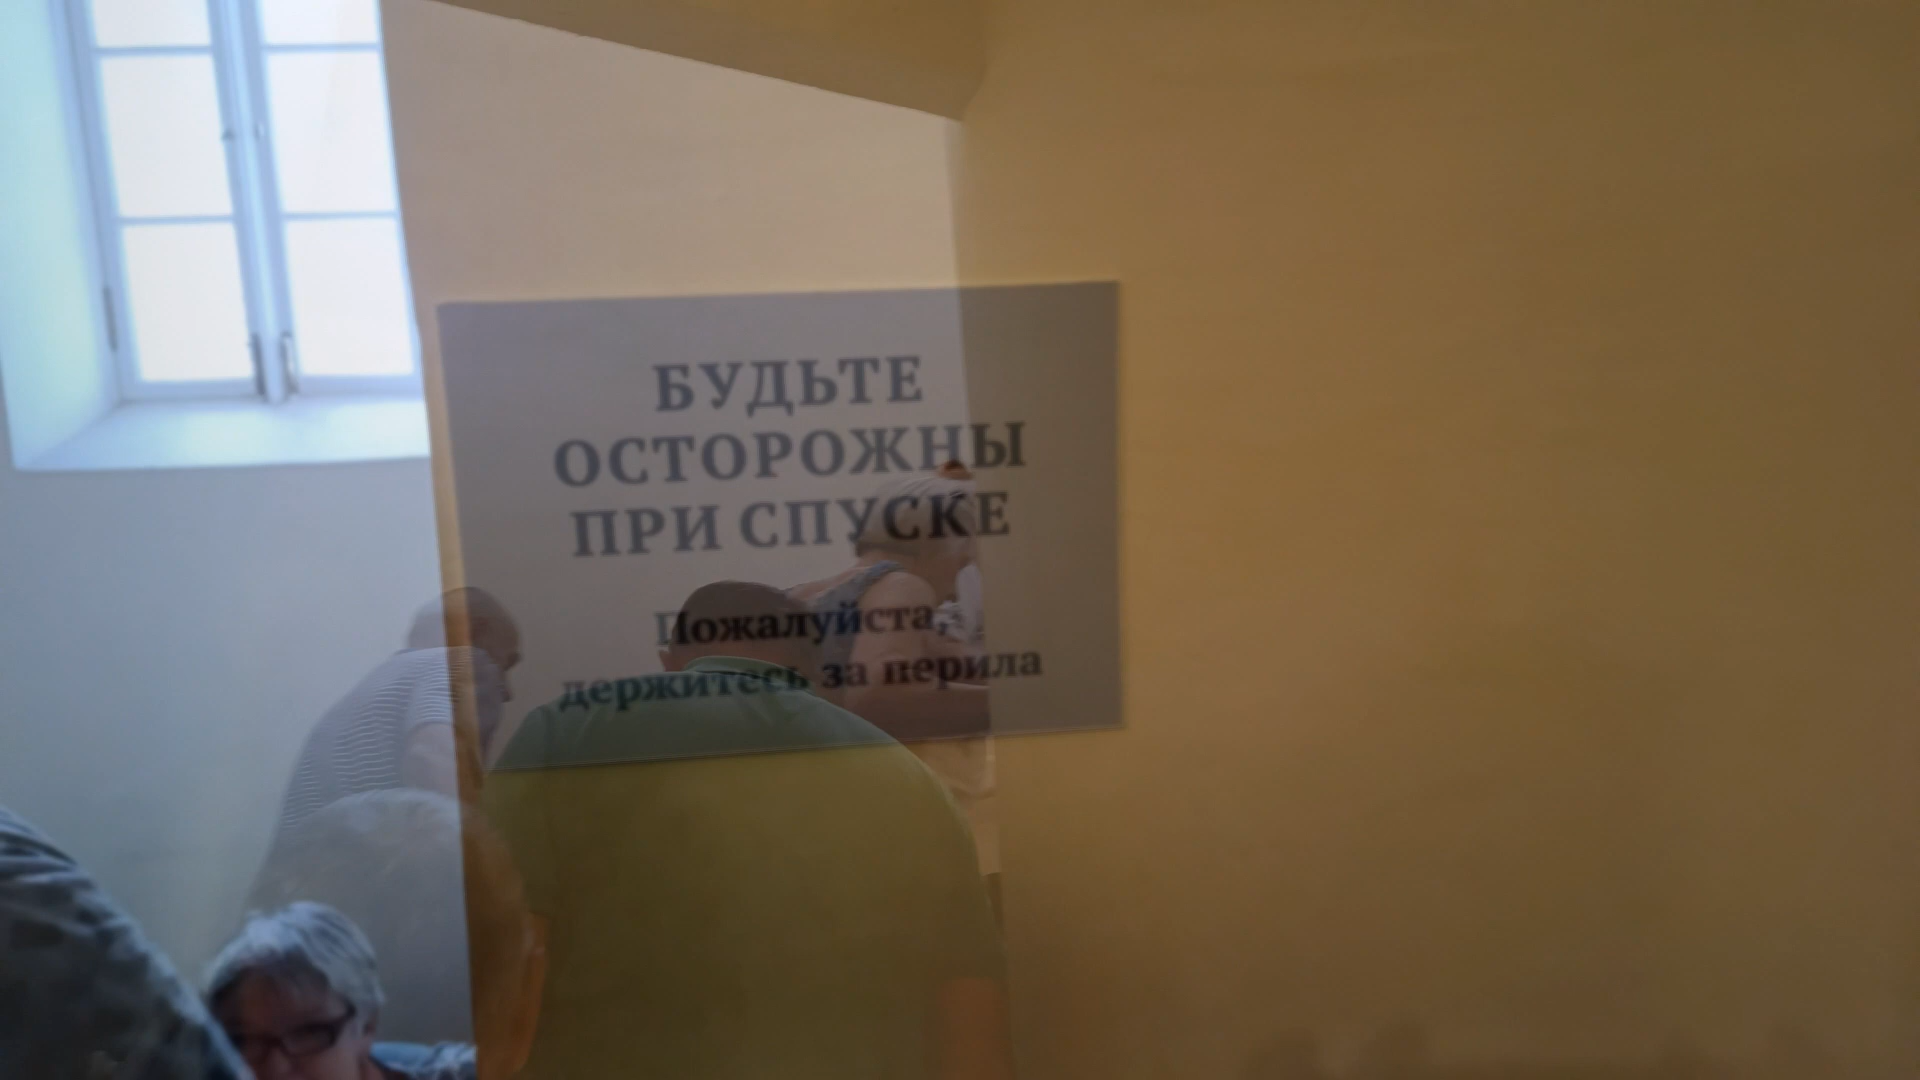 БУДЬТЕ
ОСТОРОЖНЫ
ПРИ СПУСКЕ
Пожалуйста,
держитесь за перила